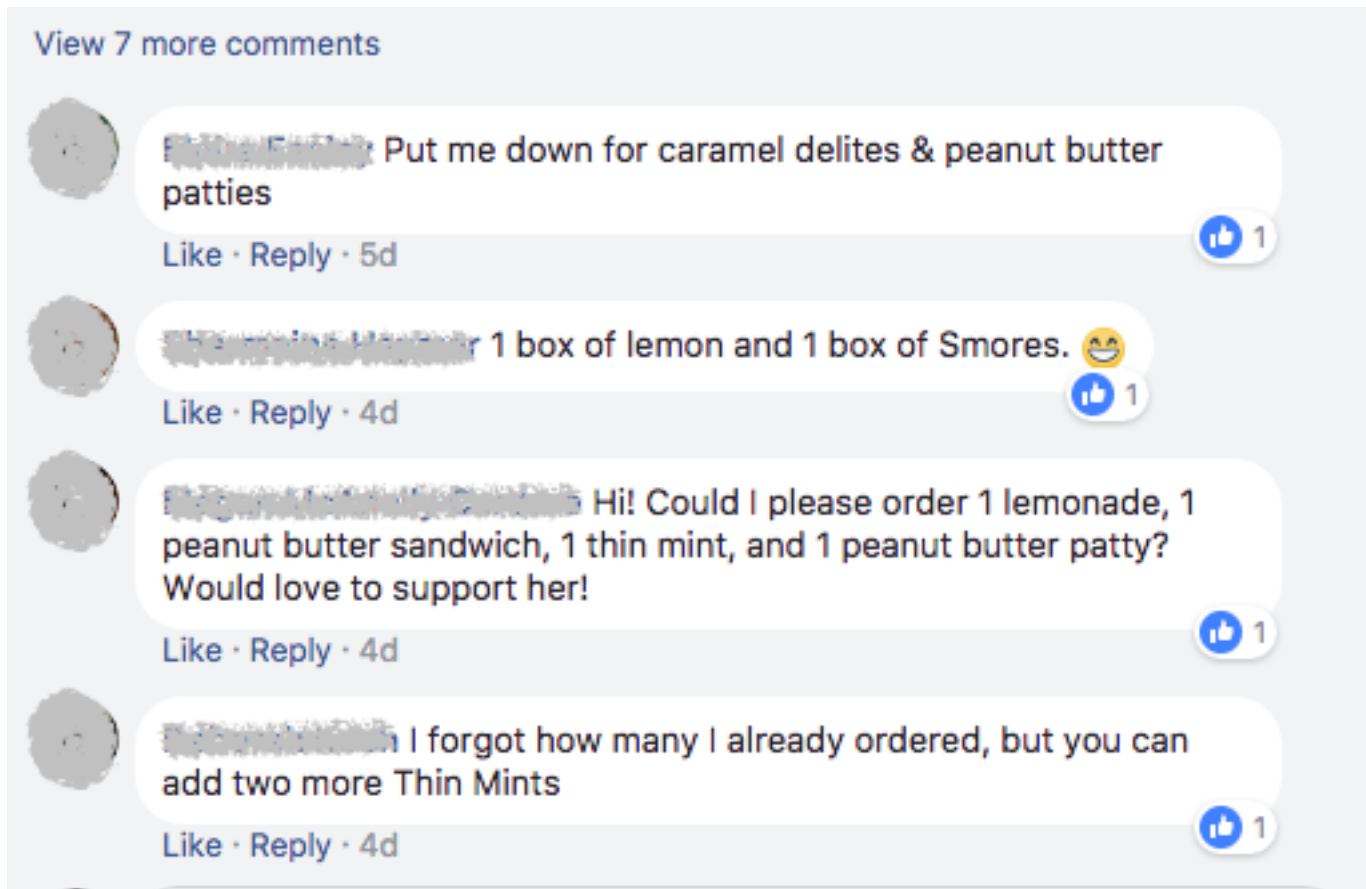 View 7 more comments
Put me down for caramel delites & peanut butter
patties
Like · Reply · 5d
1
1 box of lemon and 1 box of Smores. 😁
1
Like · Reply · 4d
Hi! Could I please order 1 lemonade, 1
peanut butter sandwich, 1 thin mint, and 1 peanut butter patty?
Would love to support her!
1
Like · Reply · 4d
I forgot how many I already ordered, but you can
add two more Thin Mints
1
Like · Reply · 4d